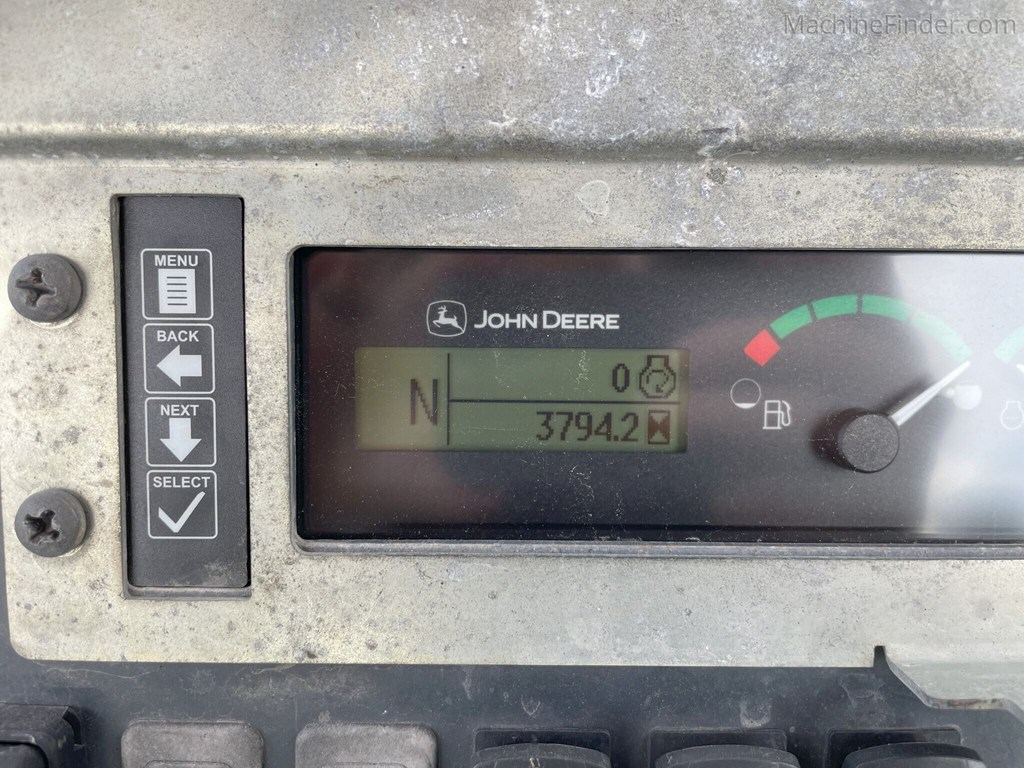 MachineFinder.com
MENU
BACK
NEXT
SELECT
JOHN DEERE
N
0
3794.2